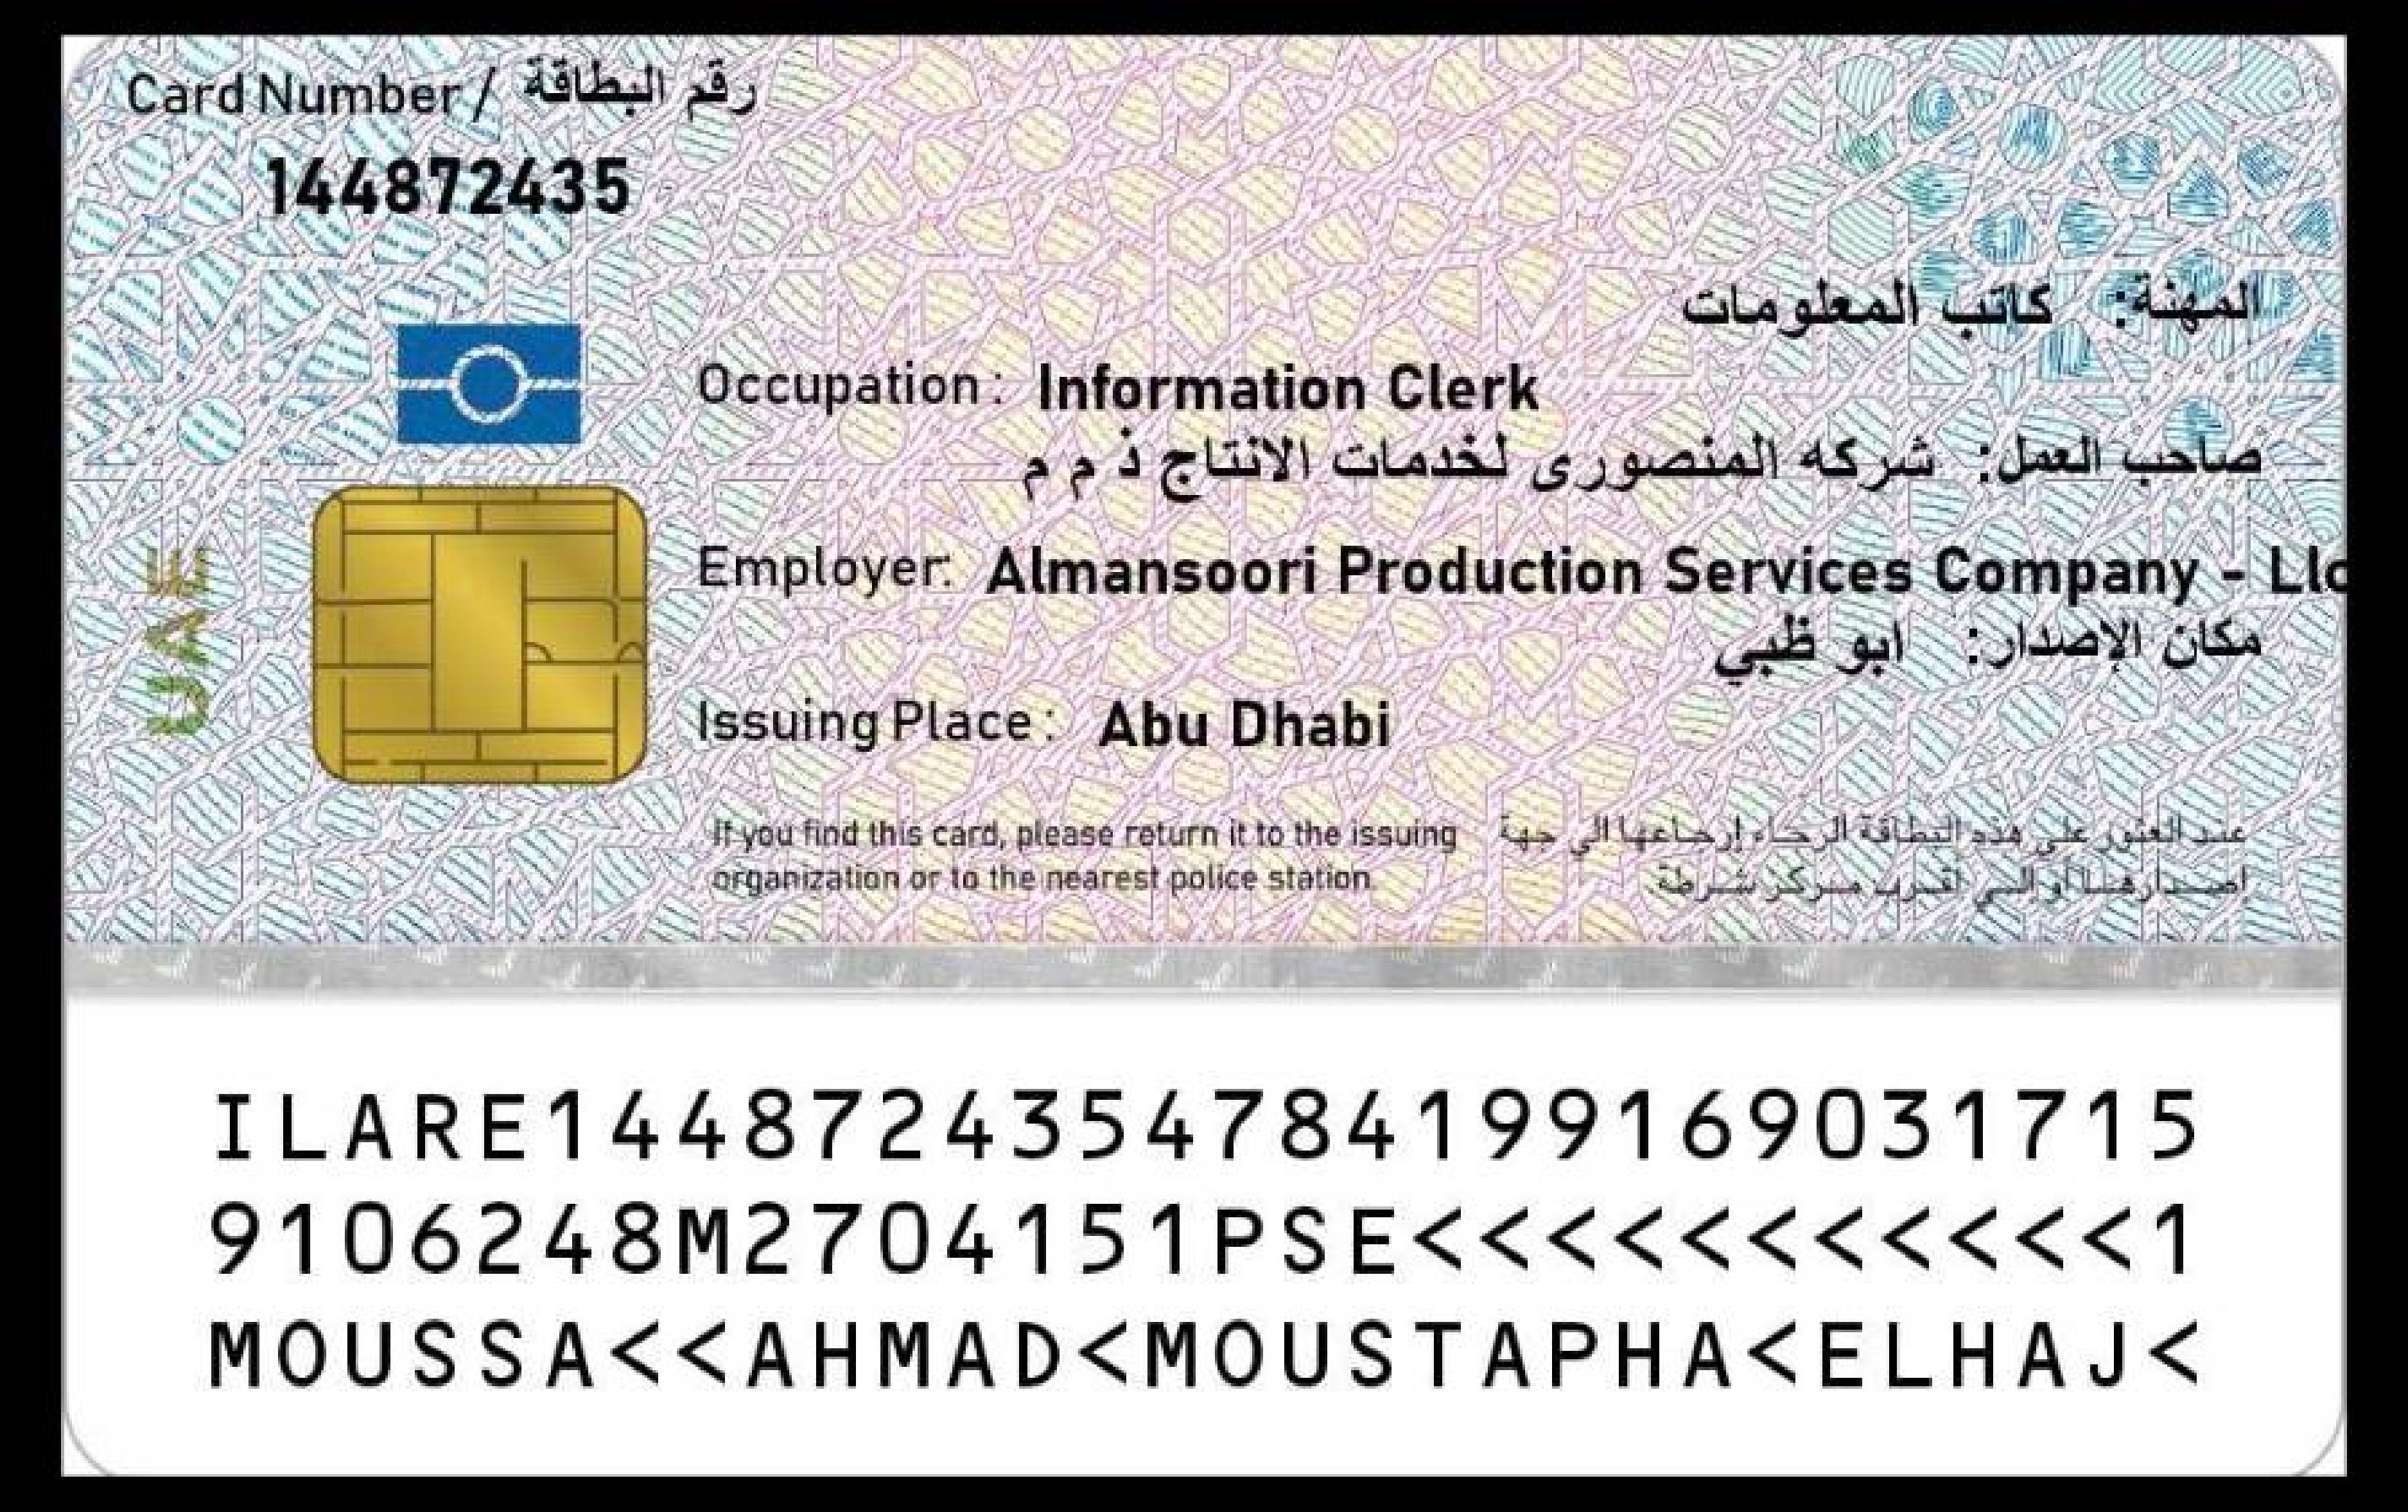 Card Number / رقم البطاقة
144872435
المهنة: كاتب المعلومات
Occupation: Information Clerk
صاحب العمل: شركه المنصورى لخدمات الانتاج ذ م م
Employer: Almansoori Production Services Company - Llc
مكان الإصدار: ابو ظبي
Issuing Place: Abu Dhabi
If you find this card, please return it to the issuing
organization or to the nearest police station.
عند العثور على هذه البطاقة الرجاء إرجاعها الي جهة
اصدارها أو الي اقرب مركز شرطة.
UAE
ILARE1448724354784199169031715
9106248M2704151PSE<<<<<<<<<<<1
MOUSSA<<AHMAD<MOUSTAPHA<ELHAJ<